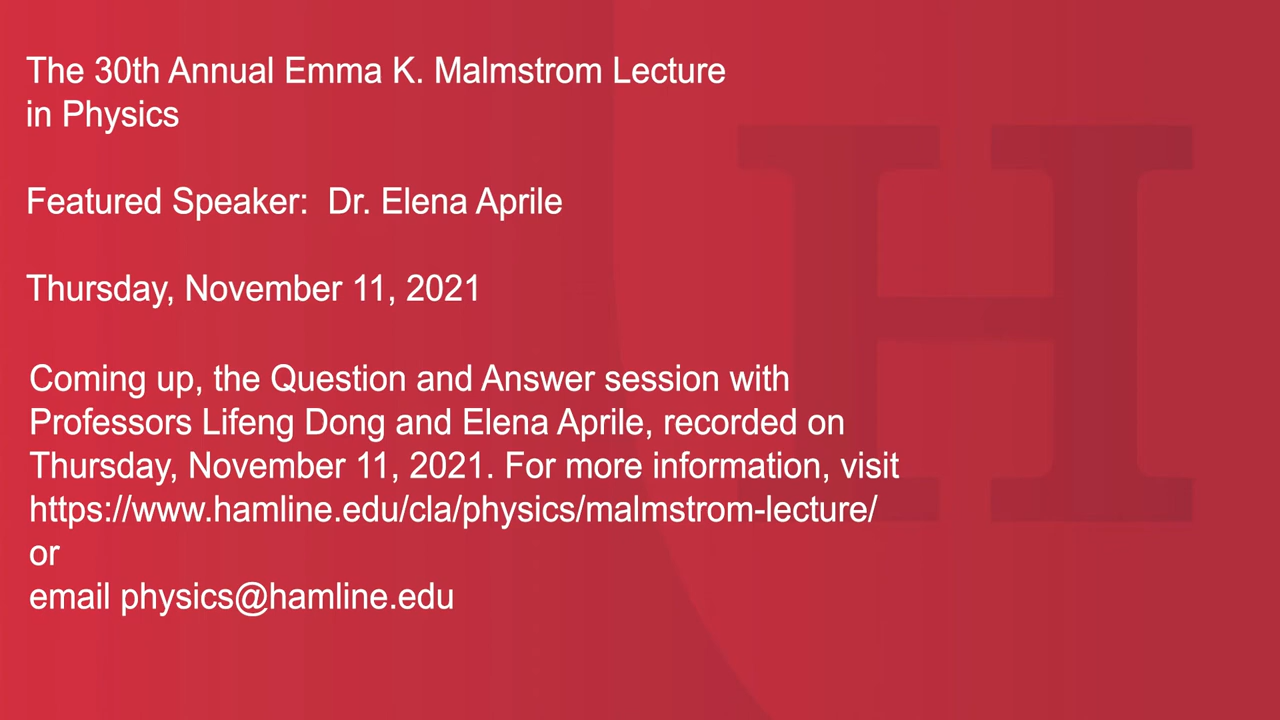 The 30th Annual Emma K. Malmstrom Lecture
in Physics
Featured Speaker:  Dr. Elena Aprile
Thursday, November 11, 2021
Coming up, the Question and Answer session with
Professors Lifeng Dong and Elena Aprile, recorded on
Thursday, November 11, 2021. For more information, visit
https://www.hamline.edu/cla/physics/malmstrom-lecture/
or
email physics@hamline.edu
H